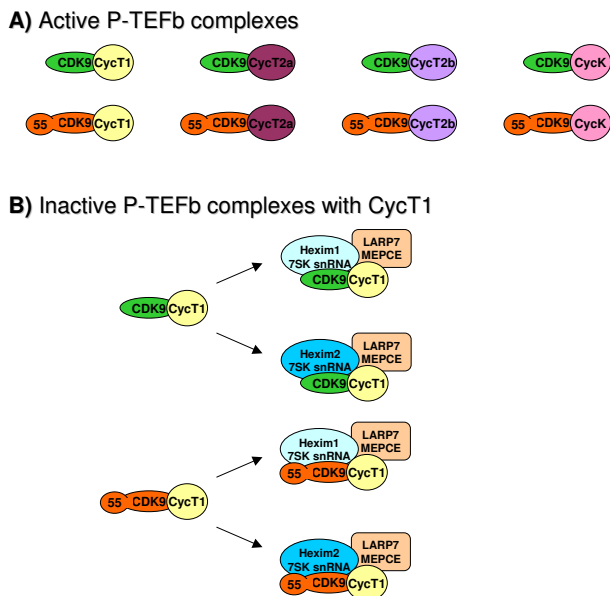 A) Active P-TEFb complexes
CDK9 CycT1 CDK9 CycT2a CDK9 CycT2b CDK9 CycK
55 CDK9 CycT1 55 CDK9 CycT2a 55 CDK9 CycT2b 55 CDK9 CycK
B) Inactive P-TEFb complexes with CycT1
LARP7
Hexim1 MEPCE
7SK snRNA
CDK9 CycT1
CDK9 CycT1
LARP7
Hexim2 MEPCE
7SK snRNA
CDK9 CycT1
LARP7
Hexim1 MEPCE
7SK snRNA
55 CDK9 CycT1
55 CDK9 CycT1
LARP7
Hexim2 MEPCE
7SK snRNA
55 CDK9 CycT1